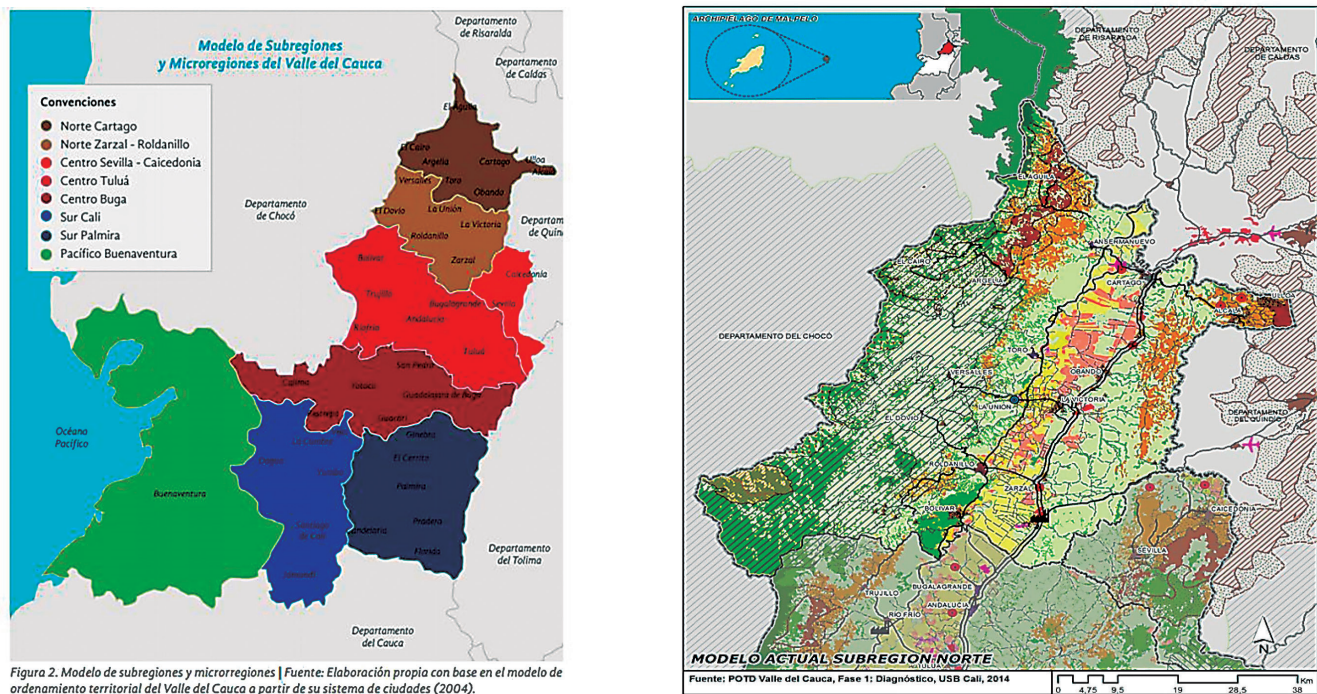 Modelo de Subregiones
y Microregiones del Valle del Cauca
Convenciones
Norte Cartago
Norte Zarzal - Roldanillo
Centro Sevilla - Caicedonia
Centro Tuluá
Centro Buga
Sur Cali
Sur Palmira
Pacífico Buenaventura
Departamento
de Risaralda
Departamento
de Caldas
El Águila
El Cairo
Argelia
Cartago
Ulloa
Toro
Obando
Versalles
Departamento
de Chocó
El Dovio
La Unión
La Victoria
Roldanillo
Zarzal
Bolívar
Caicedonia
Trujillo
Bugalagrande
Sevilla
Riofrío
Andalucía
Tuluá
San Pedro
Calima
Yotoco
Guadalajara de Buga
Restrepo
Guacarí
Océano
Pacífico
La Cumbre
Ginebra
Dagua
El Cerrito
Yumbo
Buenaventura
Palmira
Santiago
de Cali
Candelaria
Pradera
Florida
Jamundí
Departamento
del Tolima
Departamento
del Cauca
Figura 2. Modelo de subregiones y microrregiones | Fuente: Elaboración propia con base en el modelo de
ordenamiento territorial del Valle del Cauca a partir de su sistema de ciudades (2004).
ARCHIPIÉLAGO DE MALPELO
DEPARTAMENTO
DE RISARALDA
DEPARTAMENTO
DE CALDAS
EL ÁGUILA
ANSERMANUEVO
EL CAIRO
ARGELIA
CARTAGO
ULLOA
ALCALÁ
DEPARTAMENTO DEL CHOCÓ
TORO
VERSALLES
OBANDO
LA UNIÓN
LA VICTORIA
EL DOVIO
DEPARTAMENTO
DEL QUINDÍO
ROLDANILLO
ZARZAL
BOLÍVAR
CAICEDONIA
SEVILLA
BUGALAGRANDE
TRUJILLO
ANDALUCÍA
RIOFRÍO
TULUÁ
MODELO ACTUAL SUBREGION NORTE
Fuente: POTD Valle del Cauca, Fase 1: Diagnóstico, USB Cali, 2014
0 4,75 9,5 19 28,5 38
Km
N